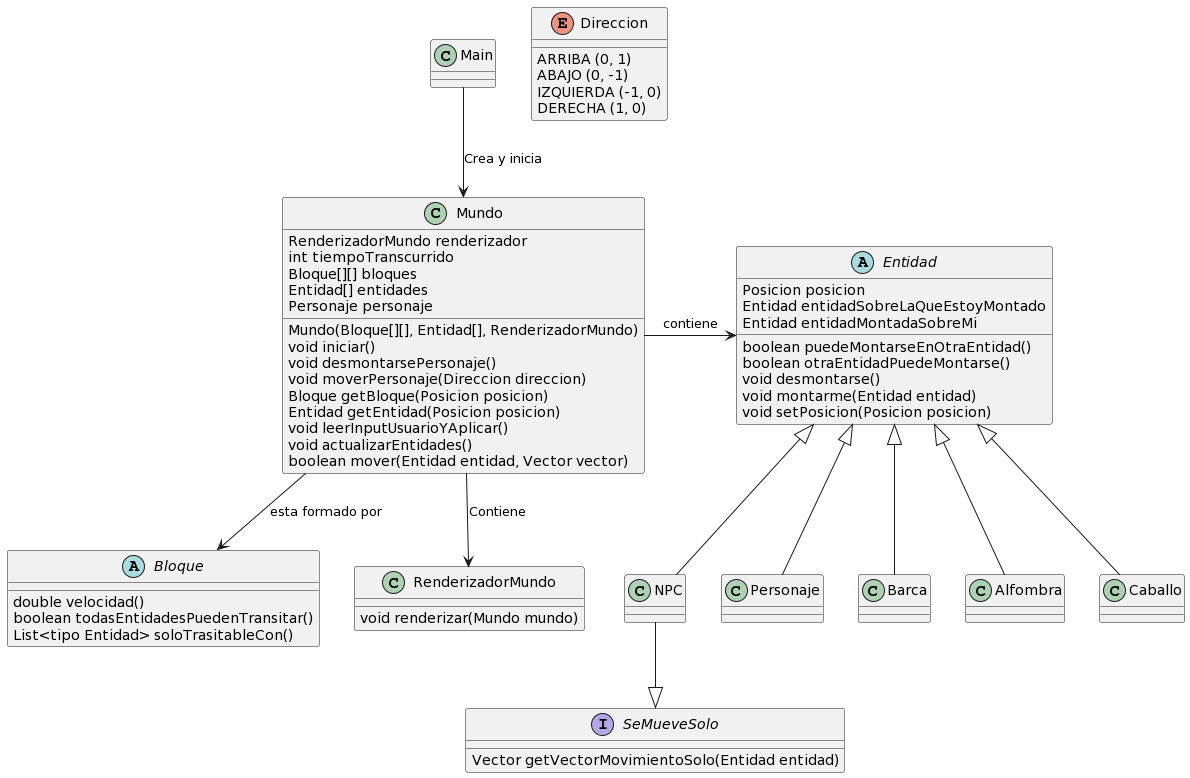 C Main
E Direccion
ARRIBA (0, 1)
ABAJO (0, -1)
IZQUIERDA (-1, 0)
DERECHA (1, 0)
Crea y inicia
C Mundo
RenderizadorMundo renderizador
int tiempoTranscurrido
Bloque[][] bloques
Entidad[] entidades
Personaje personaje
Mundo(Bloque[][], Entidad[], RenderizadorMundo)
void iniciar()
void desmontarsePersonaje()
void moverPersonaje(Direccion direccion)
Bloque getBloque(Posicion posicion)
Entidad getEntidad(Posicion posicion)
void leerInputUsuarioYAplicar()
void actualizarEntidades()
boolean mover(Entidad entidad, Vector vector)
contiene
A Entidad
Posicion posicion
Entidad entidadSobreLaQueEstoyMontado
Entidad entidadMontadaSobreMi
boolean puedeMontarseEnOtraEntidad()
boolean otraEntidadPuedeMontarse()
void desmontarse()
void montarme(Entidad entidad)
void setPosicion(Posicion posicion)
esta formado por
Contiene
A Bloque
double velocidad()
boolean todasEntidadesPuedenTransitar()
List<tipo Entidad> soloTrasitableCon()
C RenderizadorMundo
void renderizar(Mundo mundo)
C NPC
C Personaje
C Barca
C Alfombra
C Caballo
I SeMueveSolo
Vector getVectorMovimientoSolo(Entidad entidad)